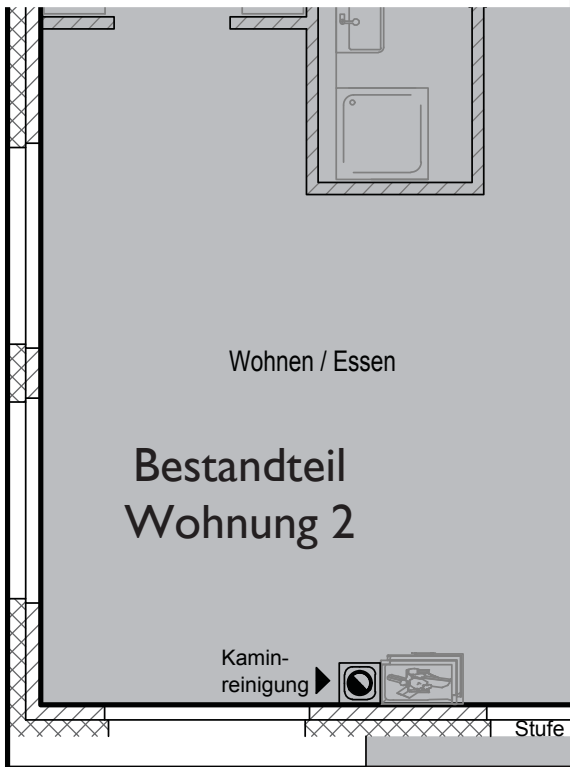 Wohnen / Essen
Bestandteil
Wohnung 2
Kamin-
reinigung
Stufe